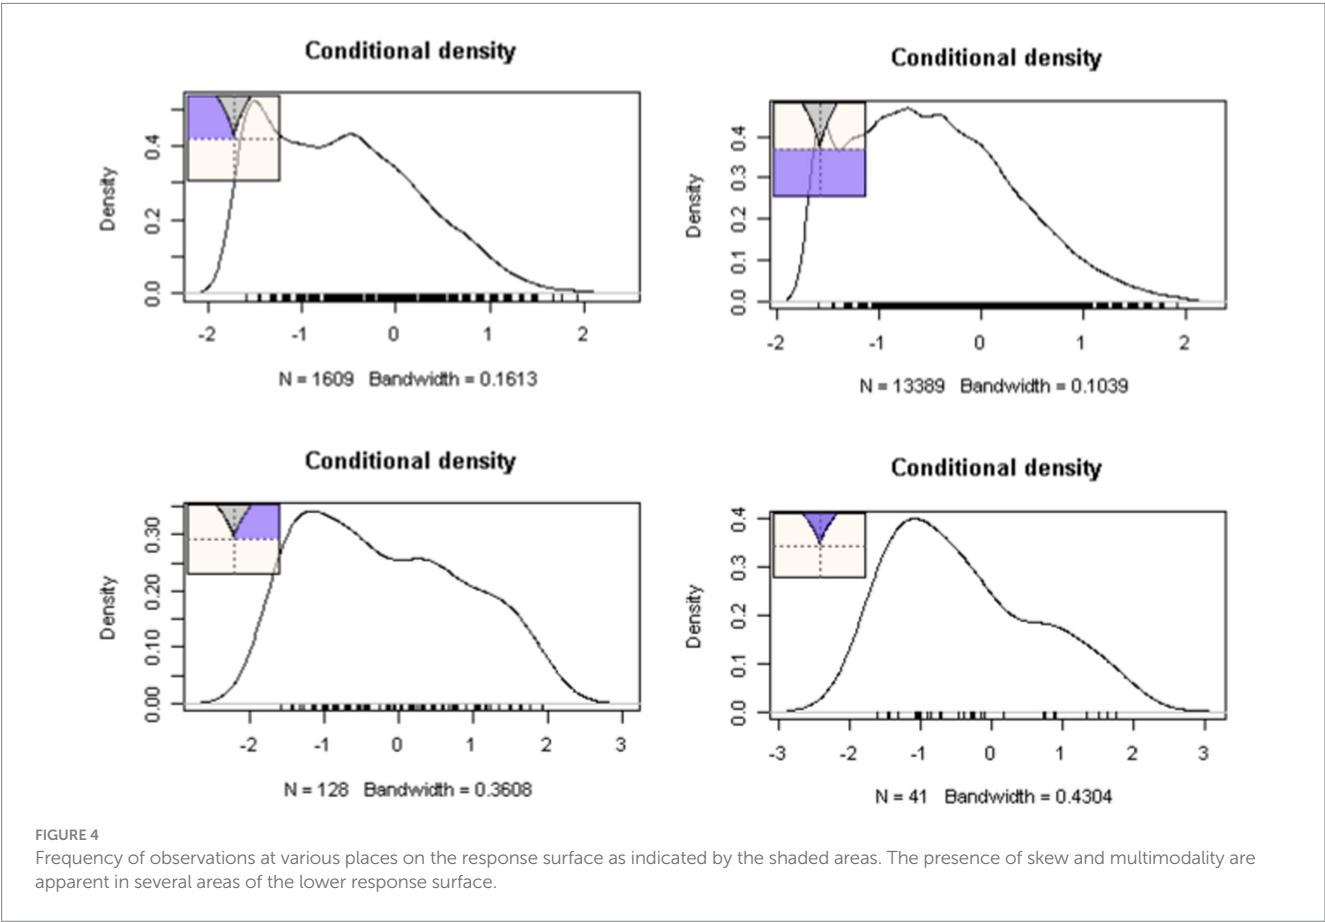 Conditional density
Density
0.0 0.2 0.4
-2 -1 0 1 2
N = 1609 Bandwidth = 0.1613
Conditional density
Density
0.0 0.1 0.2 0.3 0.4
-2 -1 0 1 2
N = 13389 Bandwidth = 0.1039
Conditional density
Density
0.00 0.10 0.20 0.30
-2 -1 0 1 2 3
N = 128 Bandwidth = 0.3608
Conditional density
Density
0.0 0.1 0.2 0.3 0.4
-3 -2 -1 0 1 2 3
N = 41 Bandwidth = 0.4304
FIGURE 4
Frequency of observations at various places on the response surface as indicated by the shaded areas. The presence of skew and multimodality are
apparent in several areas of the lower response surface.